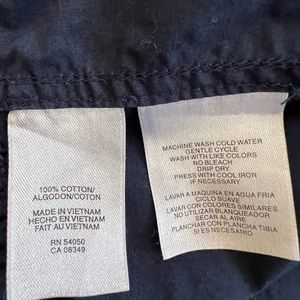 100% COTTON/
ALGODON/COTON
MADE IN VIETNAM
HECHO EN VIETNAM
FAIT AU VIETNAM
RN 54050
CA 08349
MACHINE WASH COLD WATER
GENTLE CYCLE
WASH WITH LIKE COLORS
NO BLEACH
DRIP DRY
PRESS WITH COOL IRON
IF NECESSARY
LAVAR A MAQUINA EN AGUA FRIA
CICLO SUAVE
LAVAR CON COLORES SIMILARES
NO UTILIZAR BLANQUEADOR
SECAR AL AIRE
PLANCHAR CON PLANCHA TIBIA
SI ES NECESARIO